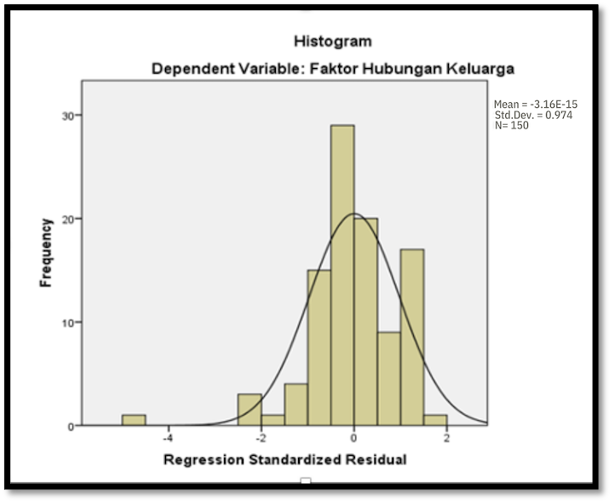 Histogram
Dependent Variable: Faktor Hubungan Keluarga
Mean = -3.16E-15
Std.Dev. = 0.974
N= 150
30
20
10
0
Frequency
-4
-2
0
2
Regression Standardized Residual